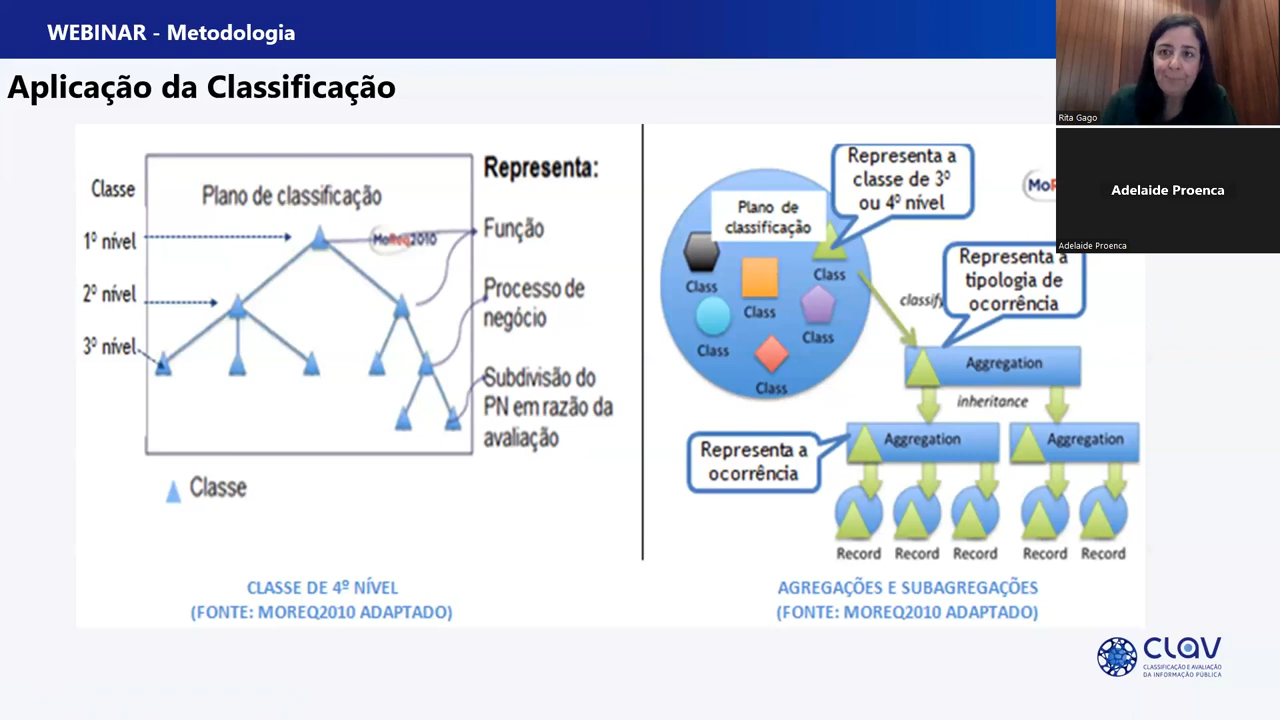 WEBINAR - Metodologia
Aplicação da Classificação
Classe
1º nível
2º nível
3º nível
Plano de classificação
MoReq2010
Representa:
Função
Processo de
negócio
Subdivisão do
PN em razão da
avaliação
Classe
CLASSE DE 4º NÍVEL
(FONTE: MOREQ2010 ADAPTADO)
Plano de
classificação
Class
Class
Class
Class
Class
Class
Representa a
classe de 3º
ou 4º nível
Representa a
tipologia de
ocorrência
Aggregation
inheritance
Representa a
ocorrência
Aggregation
Aggregation
Record
Record
Record
Record
Record
AGREGAÇÕES E SUBAGREGAÇÕES
(FONTE: MOREQ2010 ADAPTADO)
Rita Gago
Adelaide Proenca
Adelaide Proenca
CLAV
CLASSIFICAÇÃO E AVALIAÇÃO
DA INFORMAÇÃO PÚBLICA